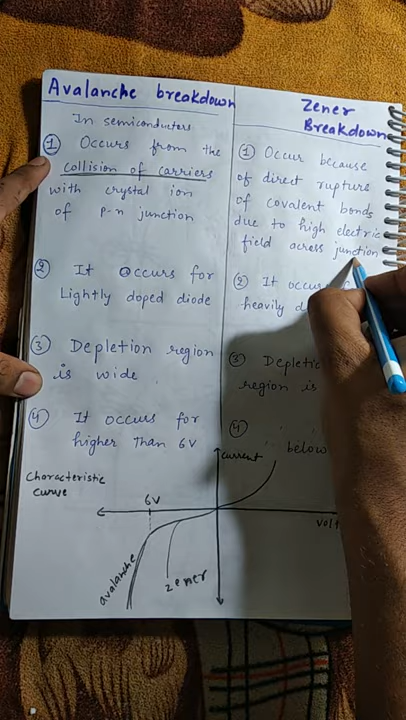 Avalanche breakdown
In semiconductors
① Occurs from the
collision of carriers
with crystal ion
of P-n junction
② It occurs for
Lightly doped diode
③ Depletion region
is wide.
④ It occurs for
higher than 6V
Zener
Breakdown
① Occur because
of direct rupture
of covalent bonds
due to high electric
field across junction
② It occurs
heavily
③
region is
④
below
Characteristic
curve
current
6V
avalanche
zener